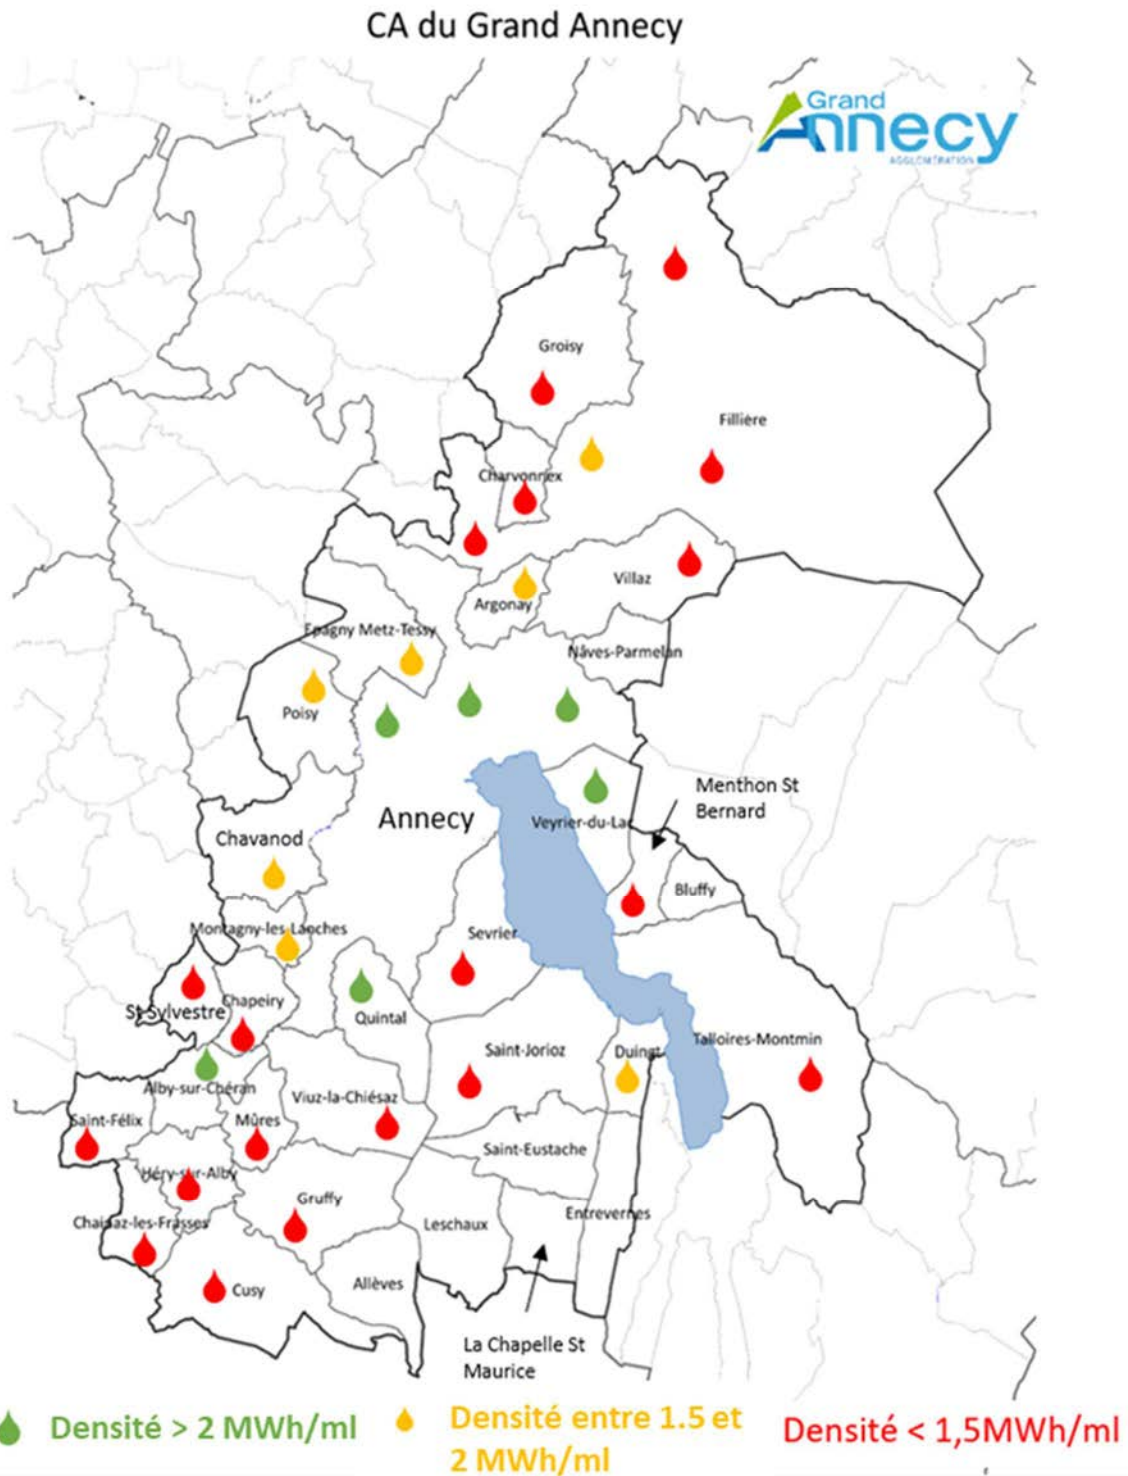 CA du Grand Annecy
Grand
Annecy
AGGLOMÉRATION
Groisy
Fillière
Charvonnex
Villaz
Argonay
Epagny Metz-Tessy
Nâves-Parmelan
Poisy
Menthon St
Bernard
Annecy
Veyrier-du-Lac
Chavanod
Bluffy
Montagny-les-Lanches
Sevrier
St Sylvestre
Chapeiry
Quintal
Talloires-Montmin
Saint-Jorioz
Duingt
Alby-sur-Chéran
Viuz-la-Chiésaz
Saint-Félix
Mûres
Saint-Eustache
Héry-sur-Alby
Gruffy
Entrevernes
Chainaz-les-Frasses
Leschaux
Allèves
Cusy
La Chapelle St
Maurice
Densité > 2 MWh/ml
Densité entre 1.5 et
2 MWh/ml
Densité < 1,5MWh/ml